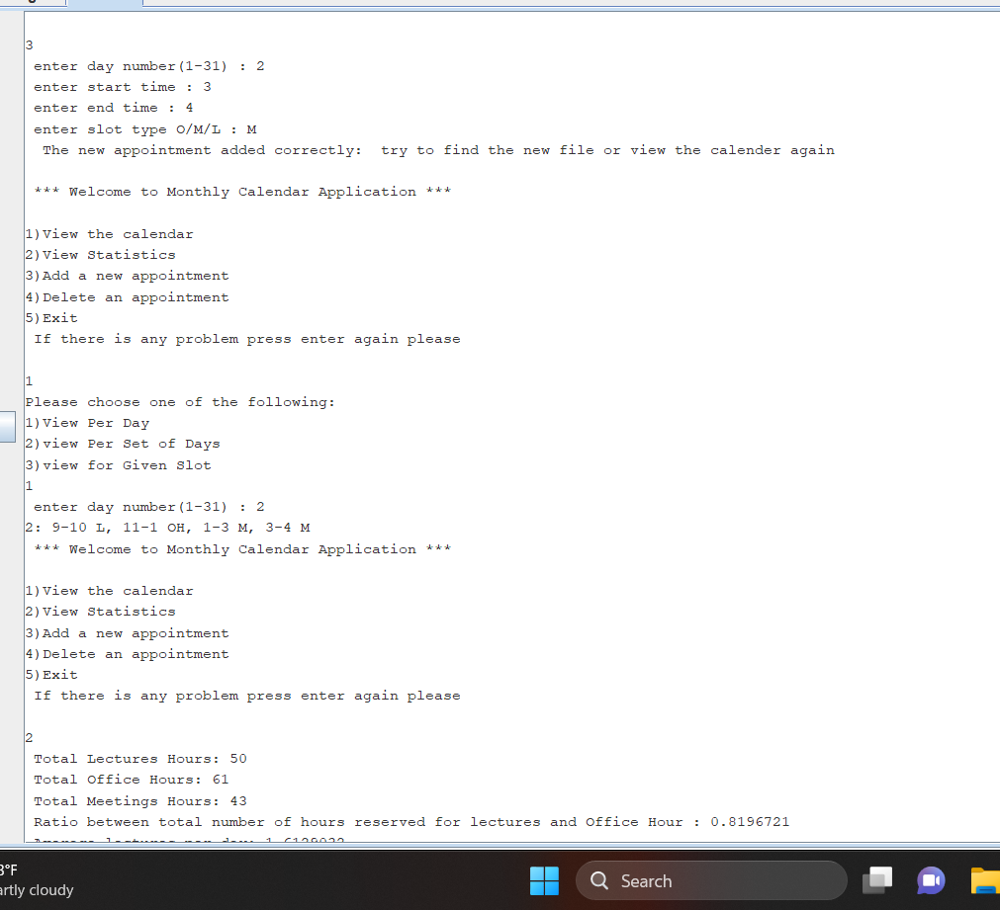 3
enter day number(1-31) : 2
enter start time : 3
enter end time : 4
enter slot type O/M/L : M
The new appointment added correctly:  try to find the new file or view the calender again
*** Welcome to Monthly Calendar Application ***
1)View the calendar
2)View Statistics
3)Add a new appointment
4)Delete an appointment
5)Exit
If there is any problem press enter again please
1
Please choose one of the following:
1)View Per Day
2)view Per Set of Days
3)view for Given Slot
1
enter day number(1-31) : 2
2: 9-10 L, 11-1 OH, 1-3 M, 3-4 M
*** Welcome to Monthly Calendar Application ***
1)View the calendar
2)View Statistics
3)Add a new appointment
4)Delete an appointment
5)Exit
If there is any problem press enter again please
2
Total Lectures Hours: 50
Total Office Hours: 61
Total Meetings Hours: 43
Ratio between total number of hours reserved for lectures and Office Hour : 0.8196721
Average lectures per day: 1.6129032
3°F
artly cloudy
Search